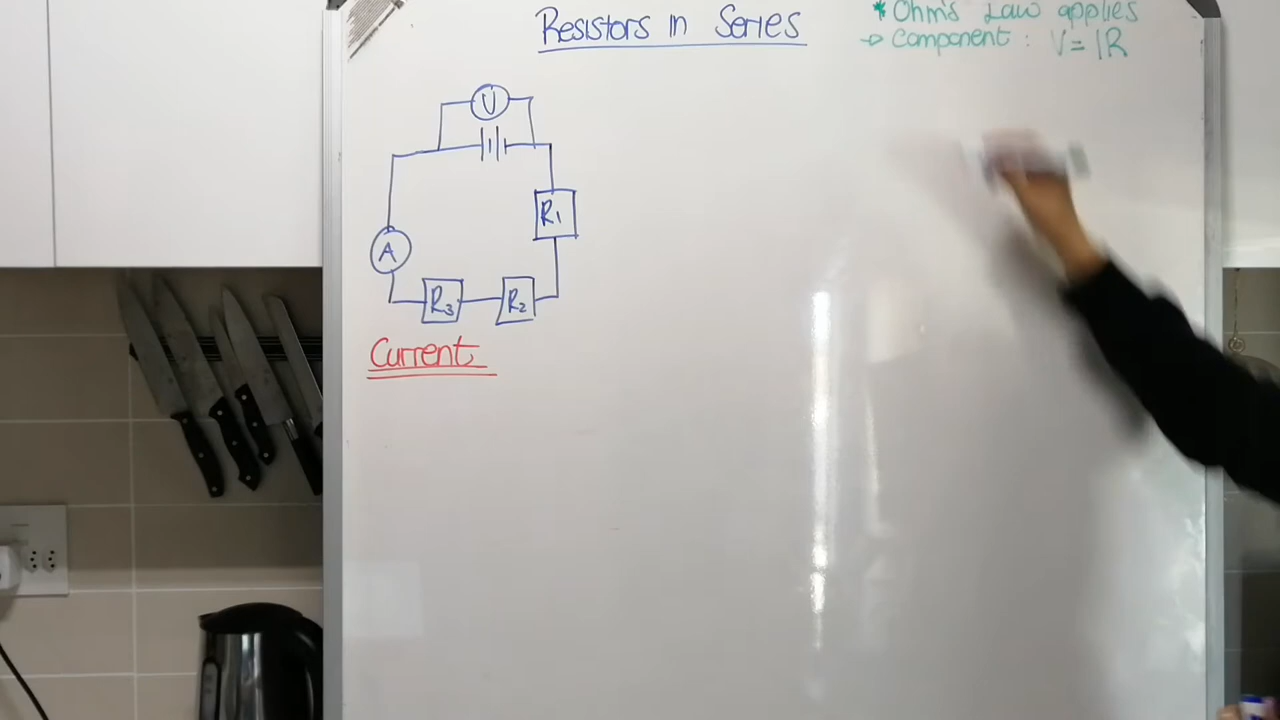 Resistors in Series
* Ohm's Law applies
→ Component : V = IR
V
R1
A
R3
R2
Current